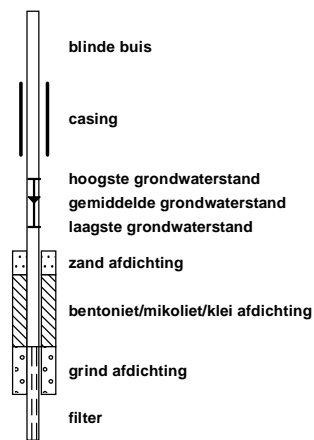 blinde buis
casing
hoogste grondwaterstand
gemiddelde grondwaterstand
laagste grondwaterstand
zand afdichting
bentoniet/mikoliet/klei afdichting
grind afdichting
filter